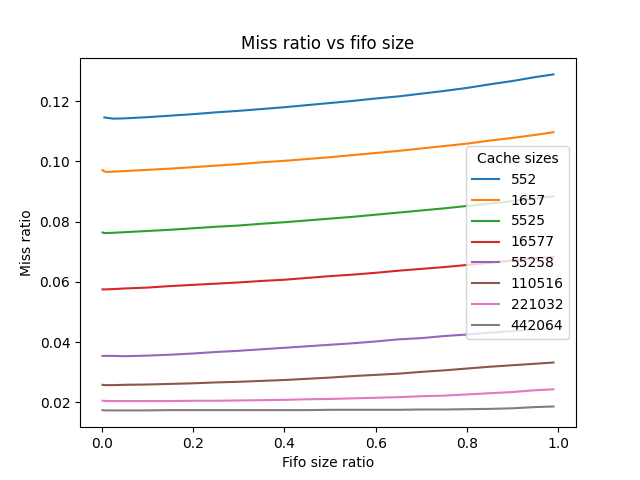 Miss ratio vs fifo size
Miss ratio
0.12
0.10
0.08
0.06
0.04
0.02
Cache sizes
552
1657
5525
16577
55258
110516
221032
442064
0.0 0.2 0.4 0.6 0.8 1.0
Fifo size ratio